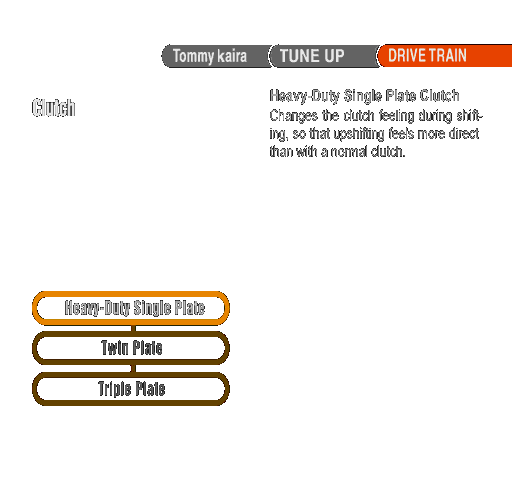 Tommy kaira TUNE UP DRIVE TRAIN
Clutch
Heavy-Duty Single Plate Clutch
Changes the clutch feeling during shift-
ing, so that upshifting feels more direct
than with a normal clutch.
Heavy-Duty Single Plate
Twin Plate
Triple Plate